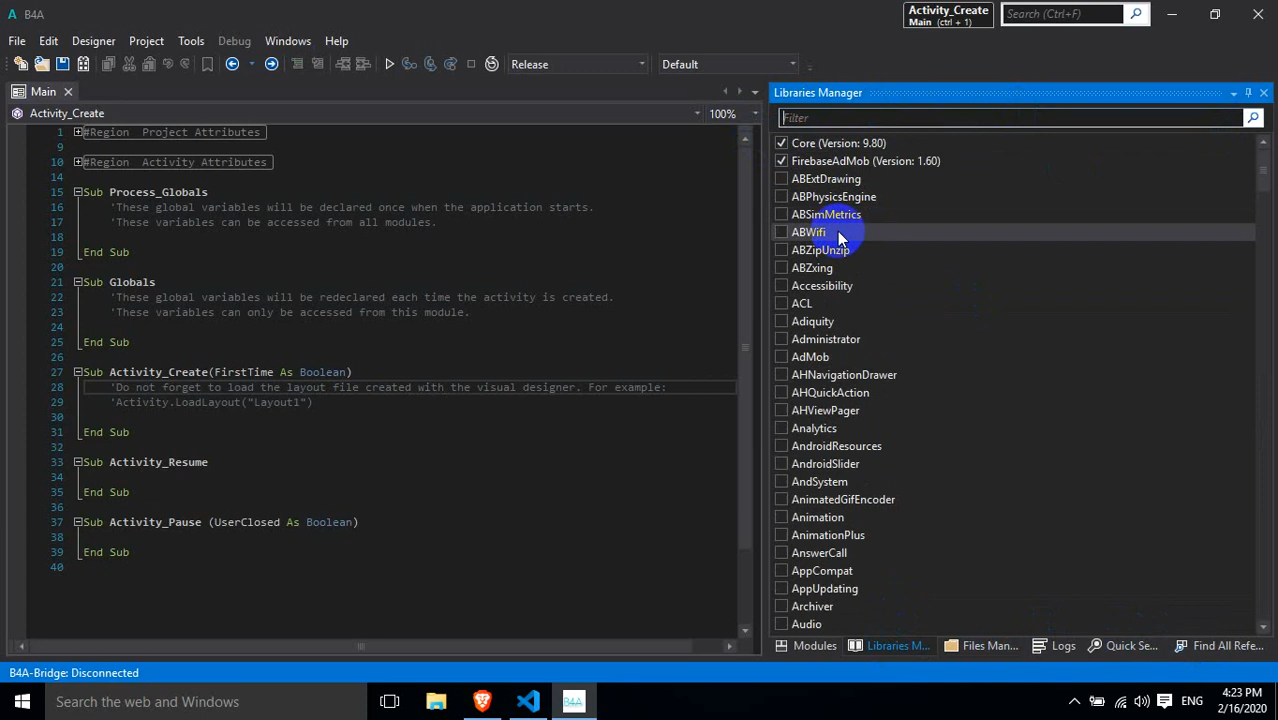 B4A
Activity_Create
Main (ctrl + 1)
Search (Ctrl+F)
File Edit Designer Project Tools Debug Windows Help
Release
Default
Main
Libraries Manager
Activity_Create
100%
Filter
1 #Region Project Attributes
9
10 #Region Activity Attributes
14
15 Sub Process_Globals
16 'These global variables will be declared once when the application starts.
17 'These variables can be accessed from all modules.
18
19 End Sub
20
21 Sub Globals
22 'These global variables will be redeclared each time the activity is created.
23 'These variables can only be accessed from this module.
24
25 End Sub
26
27 Sub Activity_Create(FirstTime As Boolean)
28 'Do not forget to load the layout file created with the visual designer. For example:
29 'Activity.LoadLayout("Layout1")
30
31 End Sub
32
33 Sub Activity_Resume
34
35 End Sub
36
37 Sub Activity_Pause (UserClosed As Boolean)
38
39 End Sub
40
Core (Version: 9.80)
FirebaseAdMob (Version: 1.60)
ABExtDrawing
ABPhysicsEngine
ABSimMetrics
ABWifi
ABZipUnzip
ABZxing
Accessibility
ACL
Adiquity
Administrator
AdMob
AHNavigationDrawer
AHQuickAction
AHViewPager
Analytics
AndroidResources
AndroidSlider
AndSystem
AnimatedGifEncoder
Animation
AnimationPlus
AnswerCall
AppCompat
AppUpdating
Archiver
Audio
Modules Libraries M... Files Man... Logs Quick Se... Find All Refe...
B4A-Bridge: Disconnected
Search the web and Windows
B4A
ENG
4:23 PM
2/16/2020